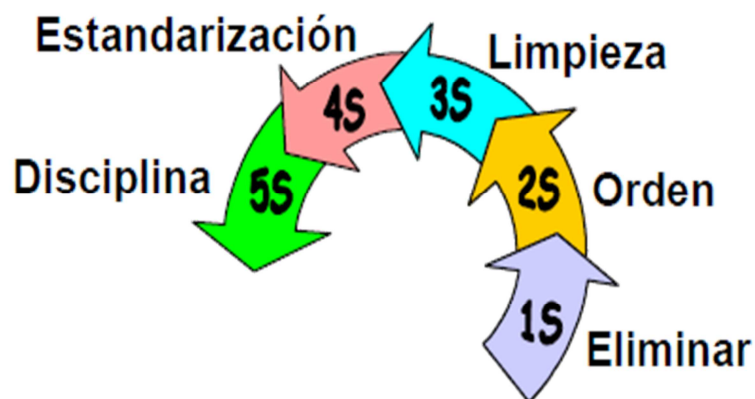 Estandarización
Limpieza
4S
3S
Disciplina
5S
2S
Orden
1S
Eliminar